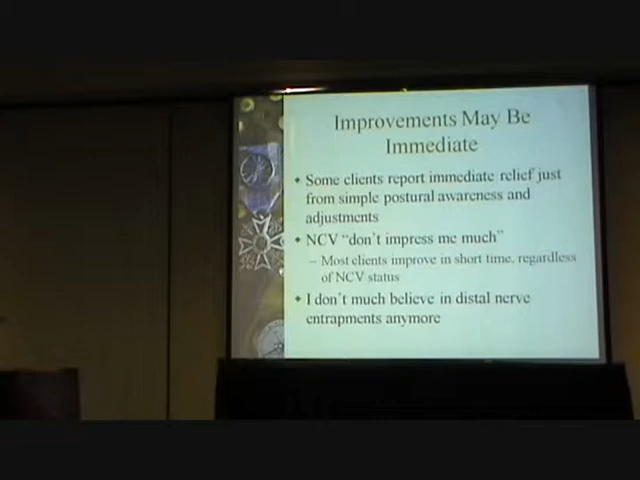 Improvements May Be
Immediate
Some clients report immediate relief just
from simple postural awareness and
adjustments
NCV "don't impress me much"
– Most clients improve in short time, regardless
of NCV status
I don't much believe in distal nerve
entrapments anymore